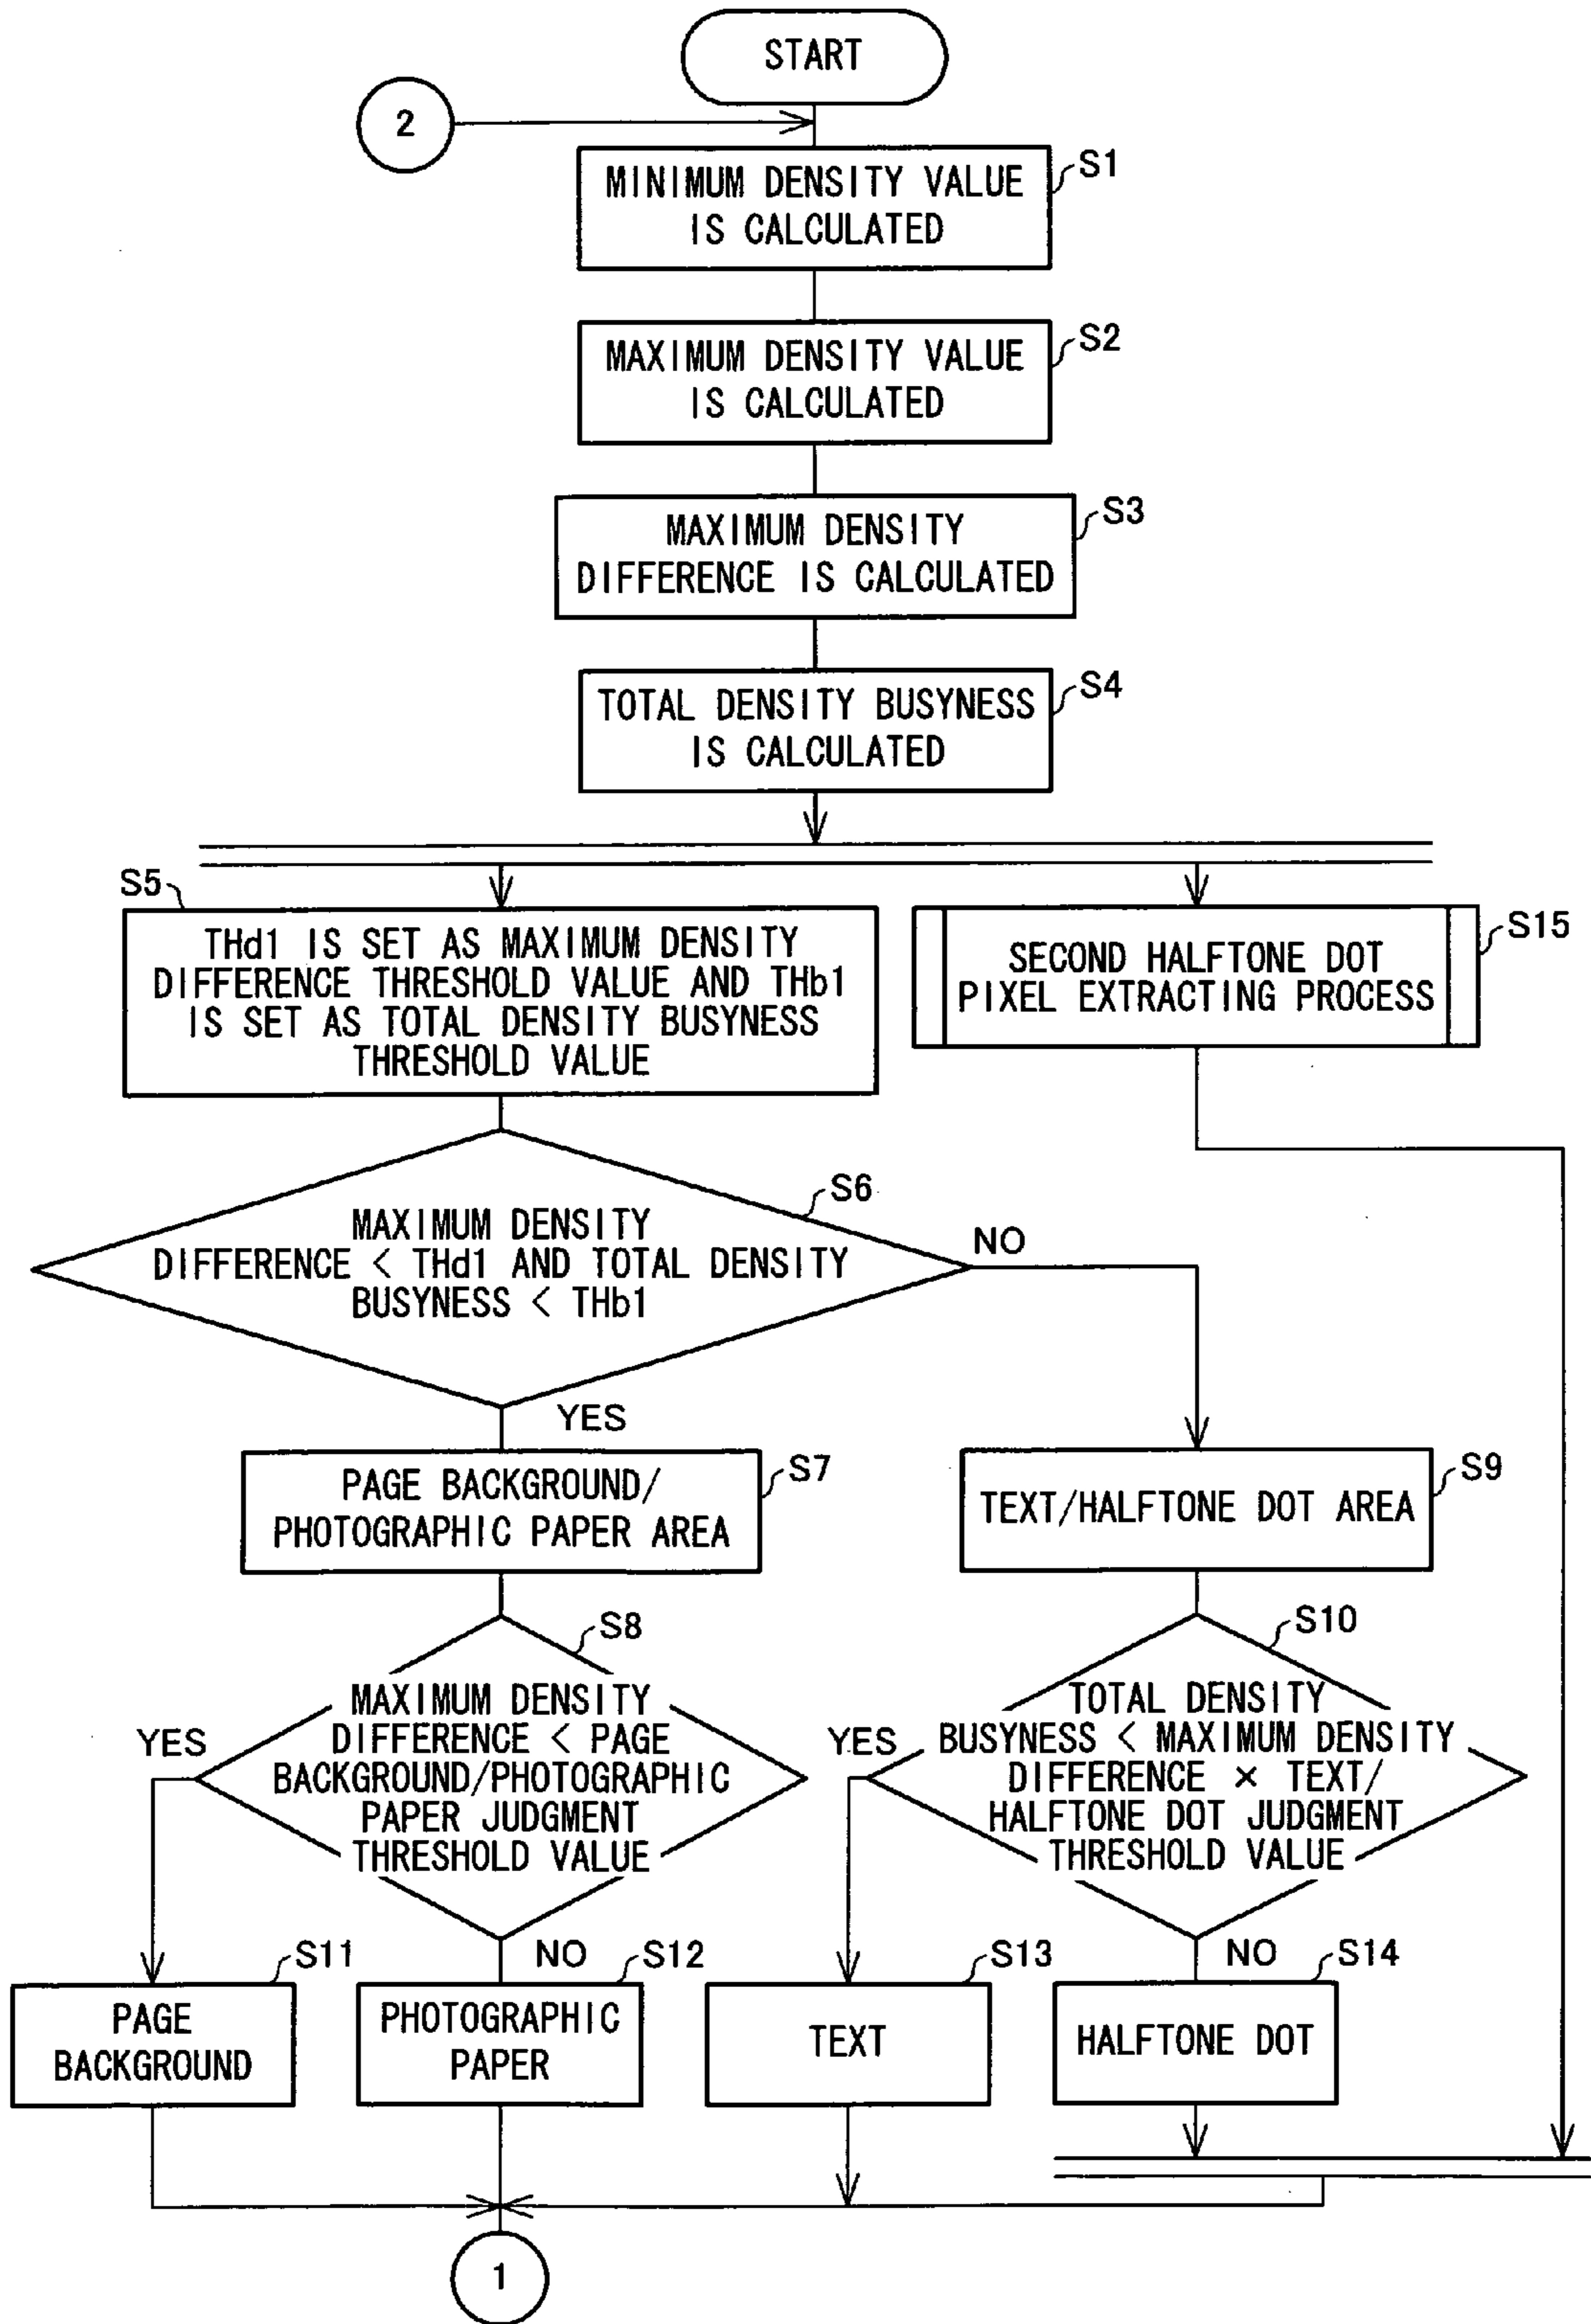 START
2
S1
MINIMUM DENSITY VALUE
IS CALCULATED
S2
MAXIMUM DENSITY VALUE
IS CALCULATED
S3
MAXIMUM DENSITY
DIFFERENCE IS CALCULATED
S4
TOTAL DENSITY BUSYNESS
IS CALCULATED
S5
THd1 IS SET AS MAXIMUM DENSITY
DIFFERENCE THRESHOLD VALUE AND THb1
IS SET AS TOTAL DENSITY BUSYNESS
THRESHOLD VALUE
S15
SECOND HALFTONE DOT
PIXEL EXTRACTING PROCESS
S6
MAXIMUM DENSITY
DIFFERENCE < THd1 AND TOTAL DENSITY
BUSYNESS < THb1
NO
YES
S7
PAGE BACKGROUND/
PHOTOGRAPHIC PAPER AREA
S9
TEXT/HALFTONE DOT AREA
S8
MAXIMUM DENSITY
DIFFERENCE < PAGE
BACKGROUND/PHOTOGRAPHIC
PAPER JUDGMENT
THRESHOLD VALUE
YES
NO
S10
TOTAL DENSITY
BUSYNESS < MAXIMUM DENSITY
DIFFERENCE × TEXT/
HALFTONE DOT JUDGMENT
THRESHOLD VALUE
YES
NO
S11
PAGE
BACKGROUND
S12
PHOTOGRAPHIC
PAPER
S13
TEXT
S14
HALFTONE DOT
1